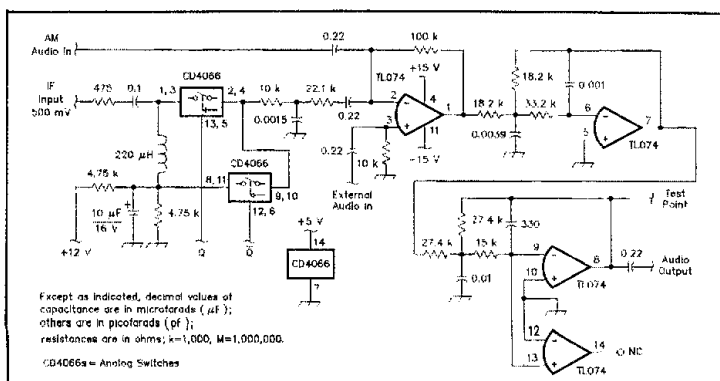 AM
Audio In
0.22
100 k
+15 V
TL074
IF
Input
500 mV
475
0.1
CD4066
1, 3
2, 4
13, 5
10 k
22.1 k
0.0015
0.22
2
3
4
1
11
-15 V
18.2 k
18.2 k
33.2 k
0.001
0.0039
6
5
7
TL074
220 µH
0.22
10 k
External
Audio In
4.75 k
CD4066
8, 11
9, 10
12, 6
10 µF
16 V
4.75 k
+12 V
+5 V
14
CD4066
7
27.4 k
27.4 k
15 k
330
0.01
Test
Point
9
10
8
0.22
Audio
Output
TL074
12
13
14
NC
TL074
Except as indicated, decimal values of
capacitance are in microfarads (µF);
others are in picofarads (pf);
resistances are in ohms; k=1,000, M=1,000,000.
CD4066s = Analog Switches